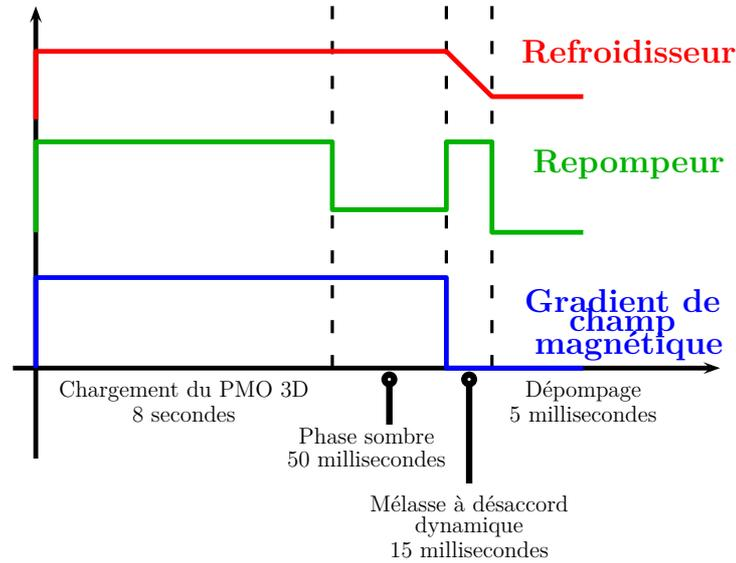 Refroidisseur
Repompeur
Gradient de
champ
magnétique
Chargement du PMO 3D
8 secondes
Dépompage
5 millisecondes
Phase sombre
50 millisecondes
Mélasse à désaccord
dynamique
15 millisecondes